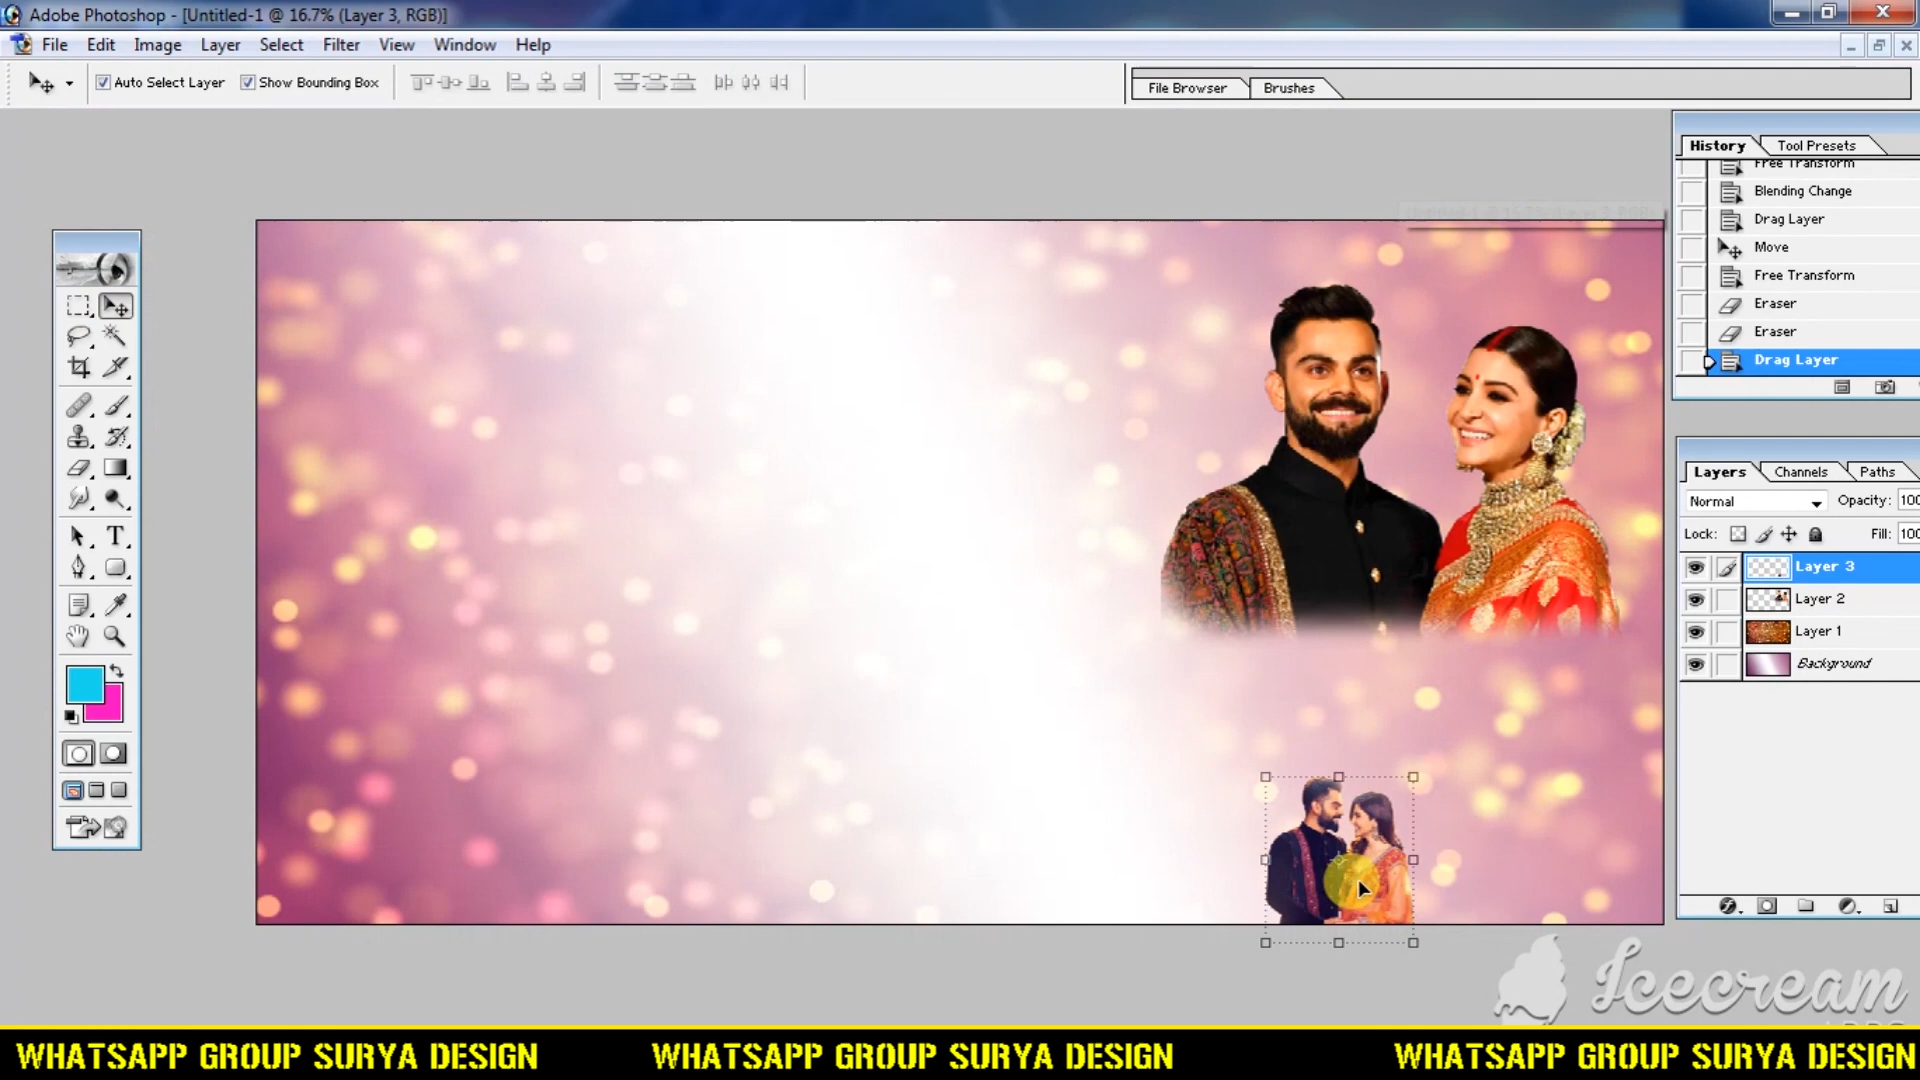 Adobe Photoshop - [Untitled-1 @ 16.7% (Layer 3, RGB)]
File Edit Image Layer Select Filter View Window Help
Auto Select Layer Show Bounding Box
File Browser Brushes
History Tool Presets
Free Transform
Blending Change
Drag Layer
Move
Free Transform
Eraser
Eraser
Drag Layer
Layers Channels Paths
Normal Opacity: 100
Lock: Fill: 100
Layer 3
Layer 2
Layer 1
Background
T
Icecream
WHATSAPP GROUP SURYA DESIGN WHATSAPP GROUP SURYA DESIGN WHATSAPP GROUP SURYA DESIGN